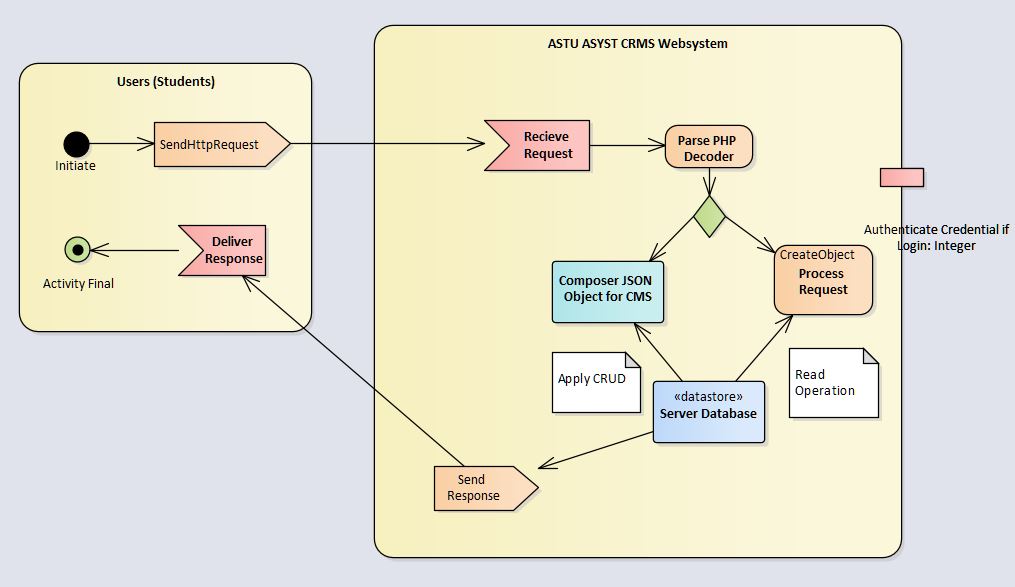 ASTU ASYST CRMS Websystem
Users (Students)
SendHttpRequest
Initiate
Recieve
Request
Parse PHP
Decoder
Authenticate Credential if
Login: Integer
Deliver
Response
Activity Final
CreateObject
Process
Request
Composer JSON
Object for CMS
Apply CRUD
Read
Operation
«datastore»
Server Database
Send
Response